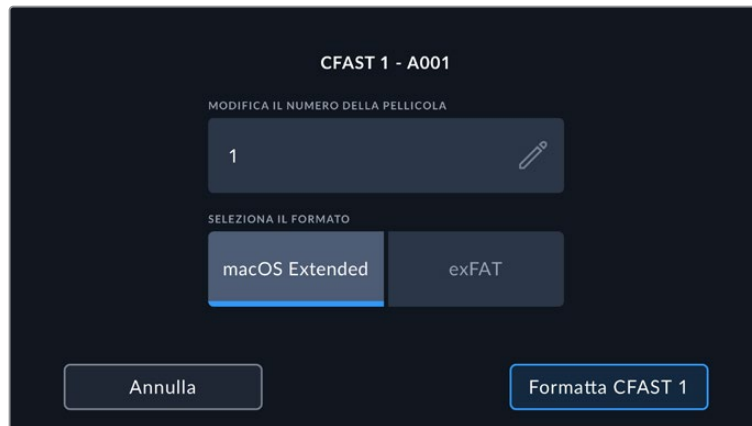 CFAST 1 - A001
MODIFICA IL NUMERO DELLA PELLICOLA
1
SELEZIONA IL FORMATO
macOS Extended
exFAT
Annulla
Formatta CFAST 1